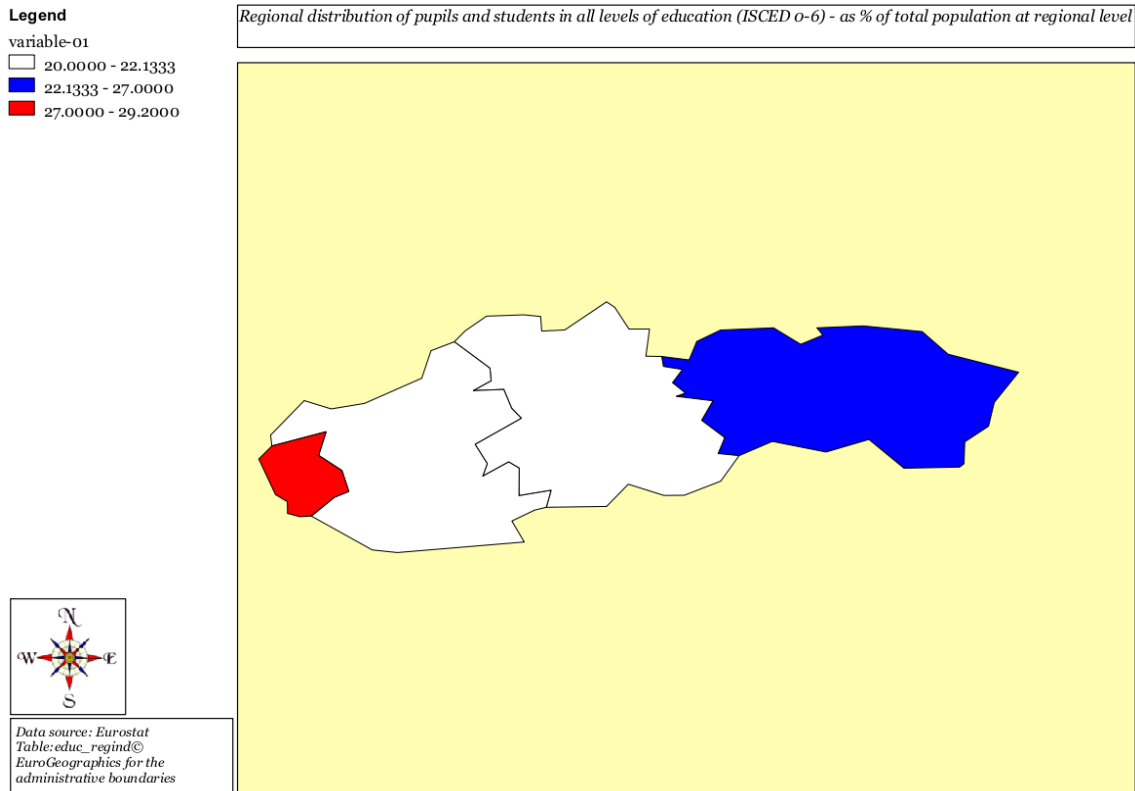 Legend
variable-01
20.0000 - 22.1333
22.1333 - 27.0000
27.0000 - 29.2000
Regional distribution of pupils and students in all levels of education (ISCED 0-6) - as % of total population at regional level
N
W E
S
Data source: Eurostat
Table:educ_regind©
EuroGeographics for the
administrative boundaries